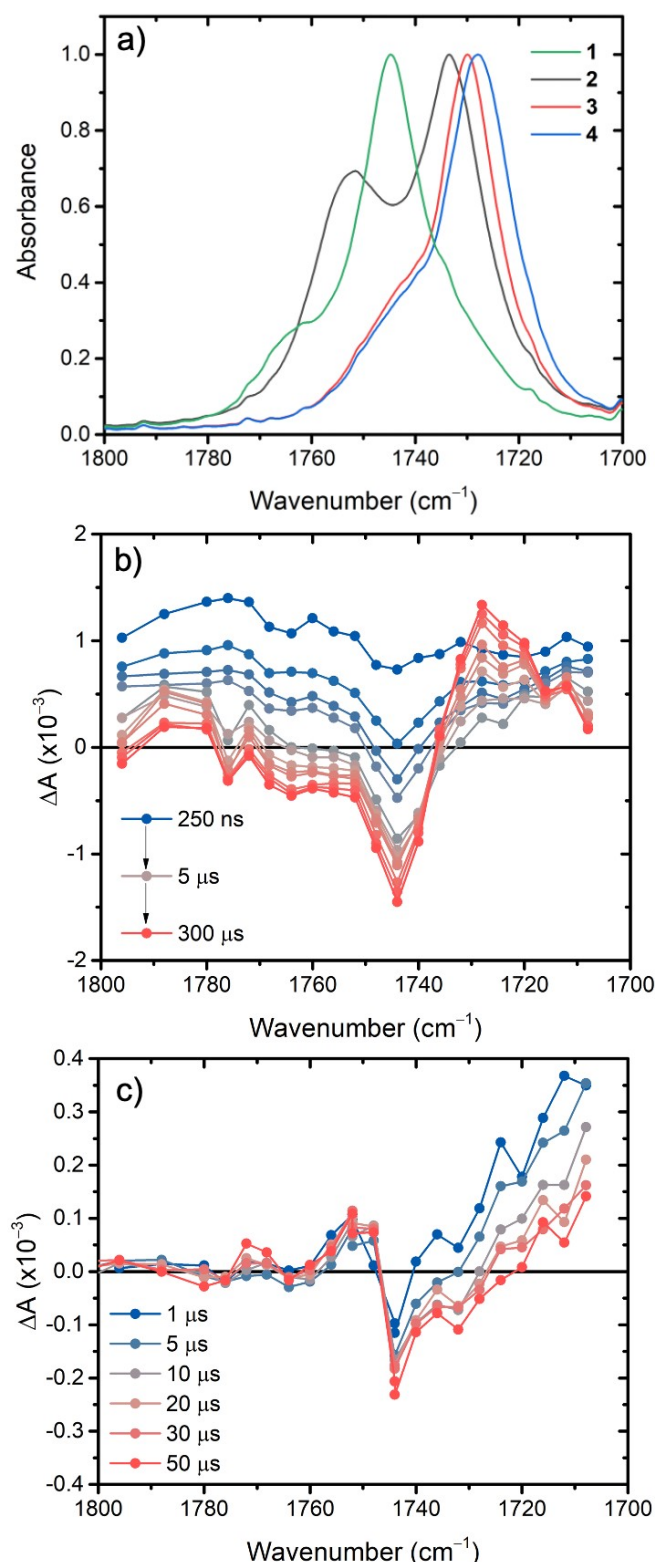 a)
1
2
3
4
1.0
0.8
0.6
0.4
0.2
0.0
Absorbance
1800 1780 1760 1740 1720 1700
Wavenumber (cm⁻¹)
b)
2
1
0
-1
-2
ΔA (x10⁻³)
250 ns
5 μs
300 μs
1800 1780 1760 1740 1720 1700
Wavenumber (cm⁻¹)
c)
0.4
0.3
0.2
0.1
0.0
-0.1
-0.2
-0.3
-0.4
ΔA (x10⁻³)
1 μs
5 μs
10 μs
20 μs
30 μs
50 μs
1800 1780 1760 1740 1720 1700
Wavenumber (cm⁻¹)